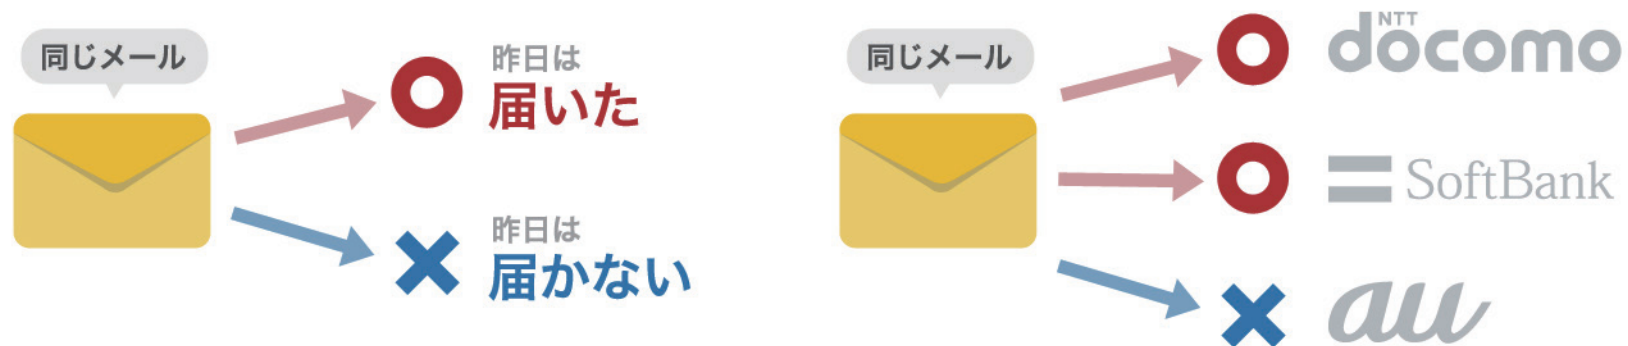 同じメール
昨日は
届いた
昨日は
届かない
同じメール
NTT
docomo
SoftBank
au